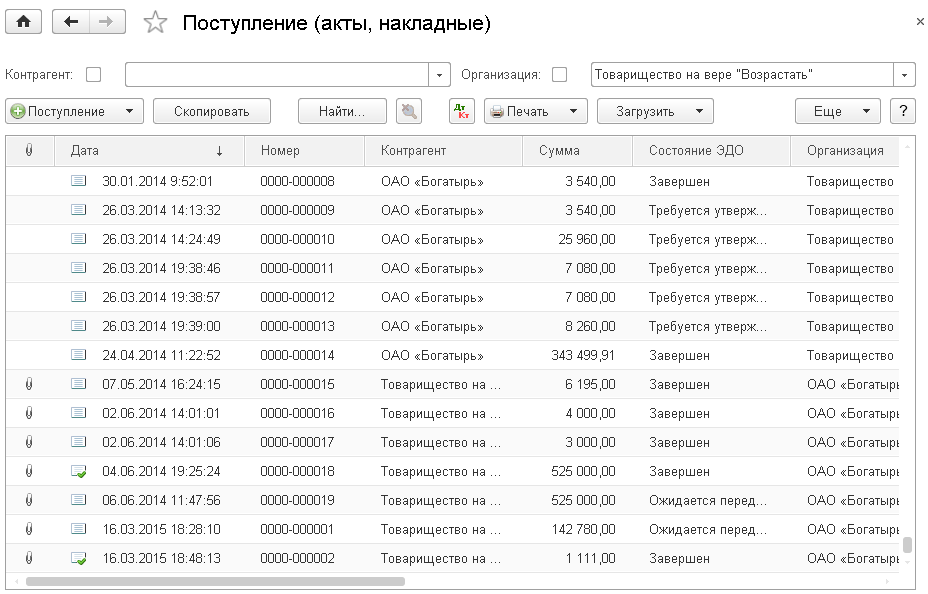 Поступление (акты, накладные)
Контрагент: Организация: Товарищество на вере "Возрастать"
Поступление Скопировать Найти... Дт Кт Печать Загрузить Еще ?
Дата ↓ Номер Контрагент Сумма Состояние ЭДО Организация
30.01.2014 9:52:01 0000-000008 ОАО «Богатырь» 3 540,00 Завершен Товарищество
26.03.2014 14:13:32 0000-000009 ОАО «Богатырь» 3 540,00 Требуется утверж... Товарищество
26.03.2014 14:24:49 0000-000010 ОАО «Богатырь» 25 960,00 Требуется утверж... Товарищество
26.03.2014 19:38:46 0000-000011 ОАО «Богатырь» 7 080,00 Требуется утверж... Товарищество
26.03.2014 19:38:57 0000-000012 ОАО «Богатырь» 7 080,00 Требуется утверж... Товарищество
26.03.2014 19:39:00 0000-000013 ОАО «Богатырь» 8 260,00 Требуется утверж... Товарищество
24.04.2014 11:22:52 0000-000014 ОАО «Богатырь» 343 499,91 Завершен Товарищество
07.05.2014 16:24:15 0000-000015 Товарищество на ... 6 195,00 Завершен ОАО «Богатырь
02.06.2014 14:01:01 0000-000016 Товарищество на ... 4 000,00 Завершен ОАО «Богатырь
02.06.2014 14:01:06 0000-000017 Товарищество на ... 3 000,00 Завершен ОАО «Богатырь
04.06.2014 19:25:24 0000-000018 Товарищество на ... 525 000,00 Завершен ОАО «Богатырь
06.06.2014 11:47:56 0000-000019 Товарищество на ... 525 000,00 Ожидается перед... ОАО «Богатырь
16.03.2015 18:28:10 0000-000001 Товарищество на ... 142 780,00 Ожидается перед... ОАО «Богатырь
16.03.2015 18:48:13 0000-000002 Товарищество на ... 1 111,00 Завершен ОАО «Богатырь